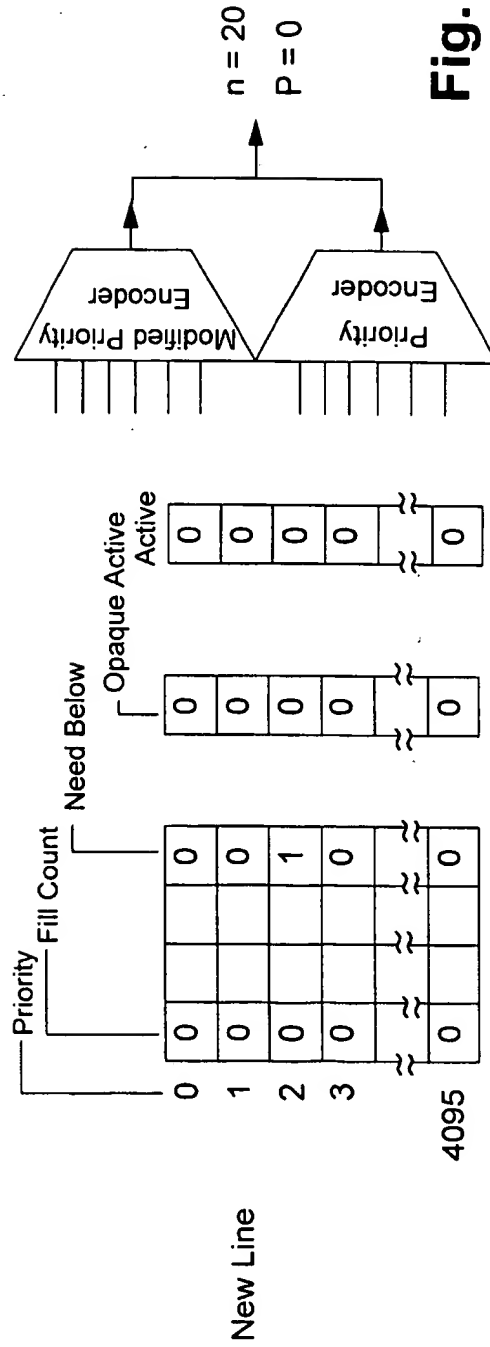 Priority
Fill Count
Need Below
Opaque Active
Active
New Line
0 0 0 0 0
1 0 0 0 0
2 0 1 0 0
3 0 0 0 0
4095 0 0 0 0
Modified Priority
Encoder
Priority
Encoder
n = 20
P = 0
Fig.